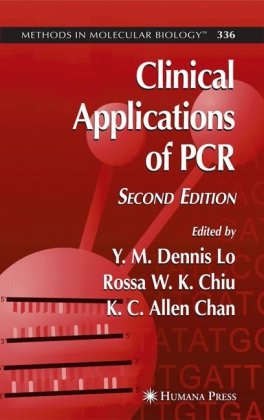 METHODS IN MOLECULAR BIOLOGY™ 336
Clinical
Applications
of PCR
SECOND EDITION
Edited by
Y. M. Dennis Lo
Rossa W. K. Chiu
K. C. Allen Chan
HUMANA PRESS